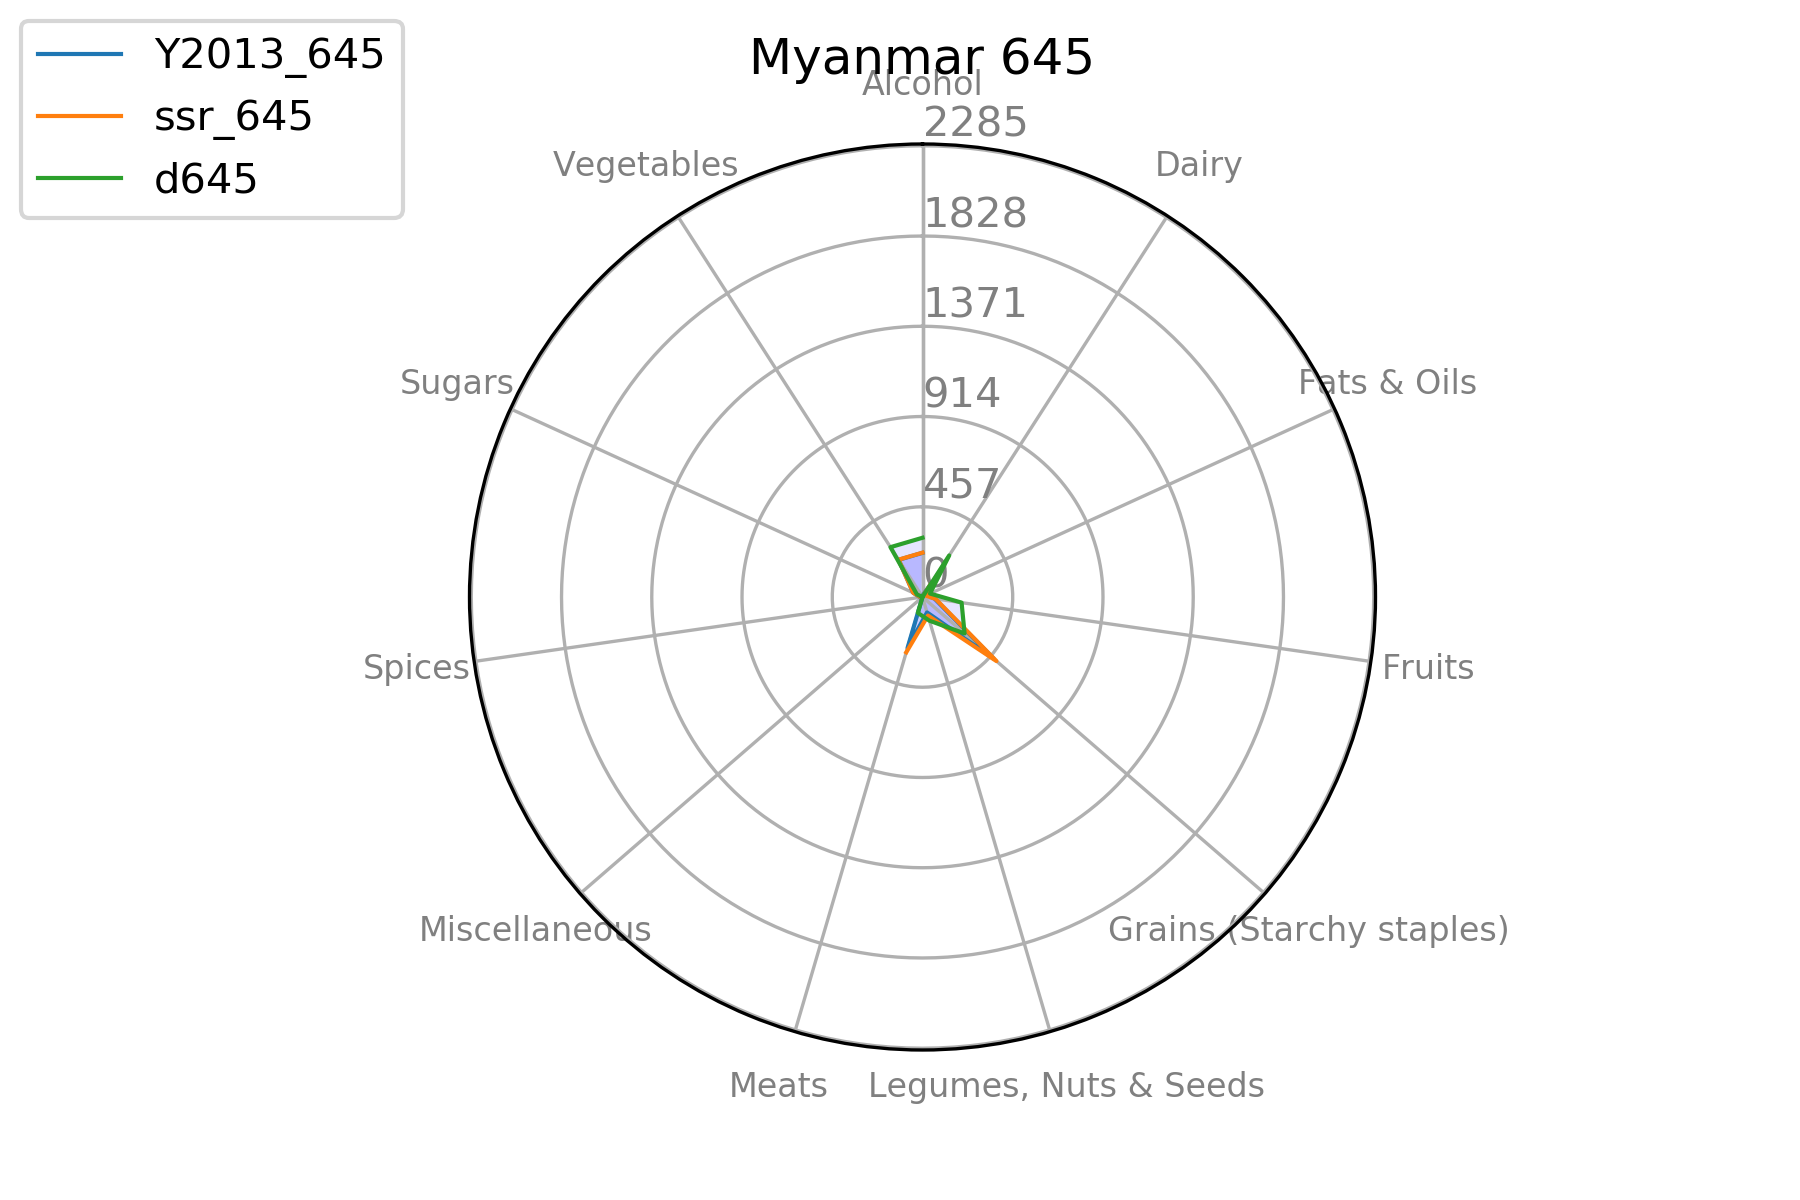 Y2013_645
ssr_645
d645
Myanmar 645
Alcohol
2285
1828
1371
914
457
0
Vegetables
Dairy
Sugars
Fats & Oils
Spices
Fruits
Miscellaneous
Grains (Starchy staples)
Meats
Legumes, Nuts & Seeds